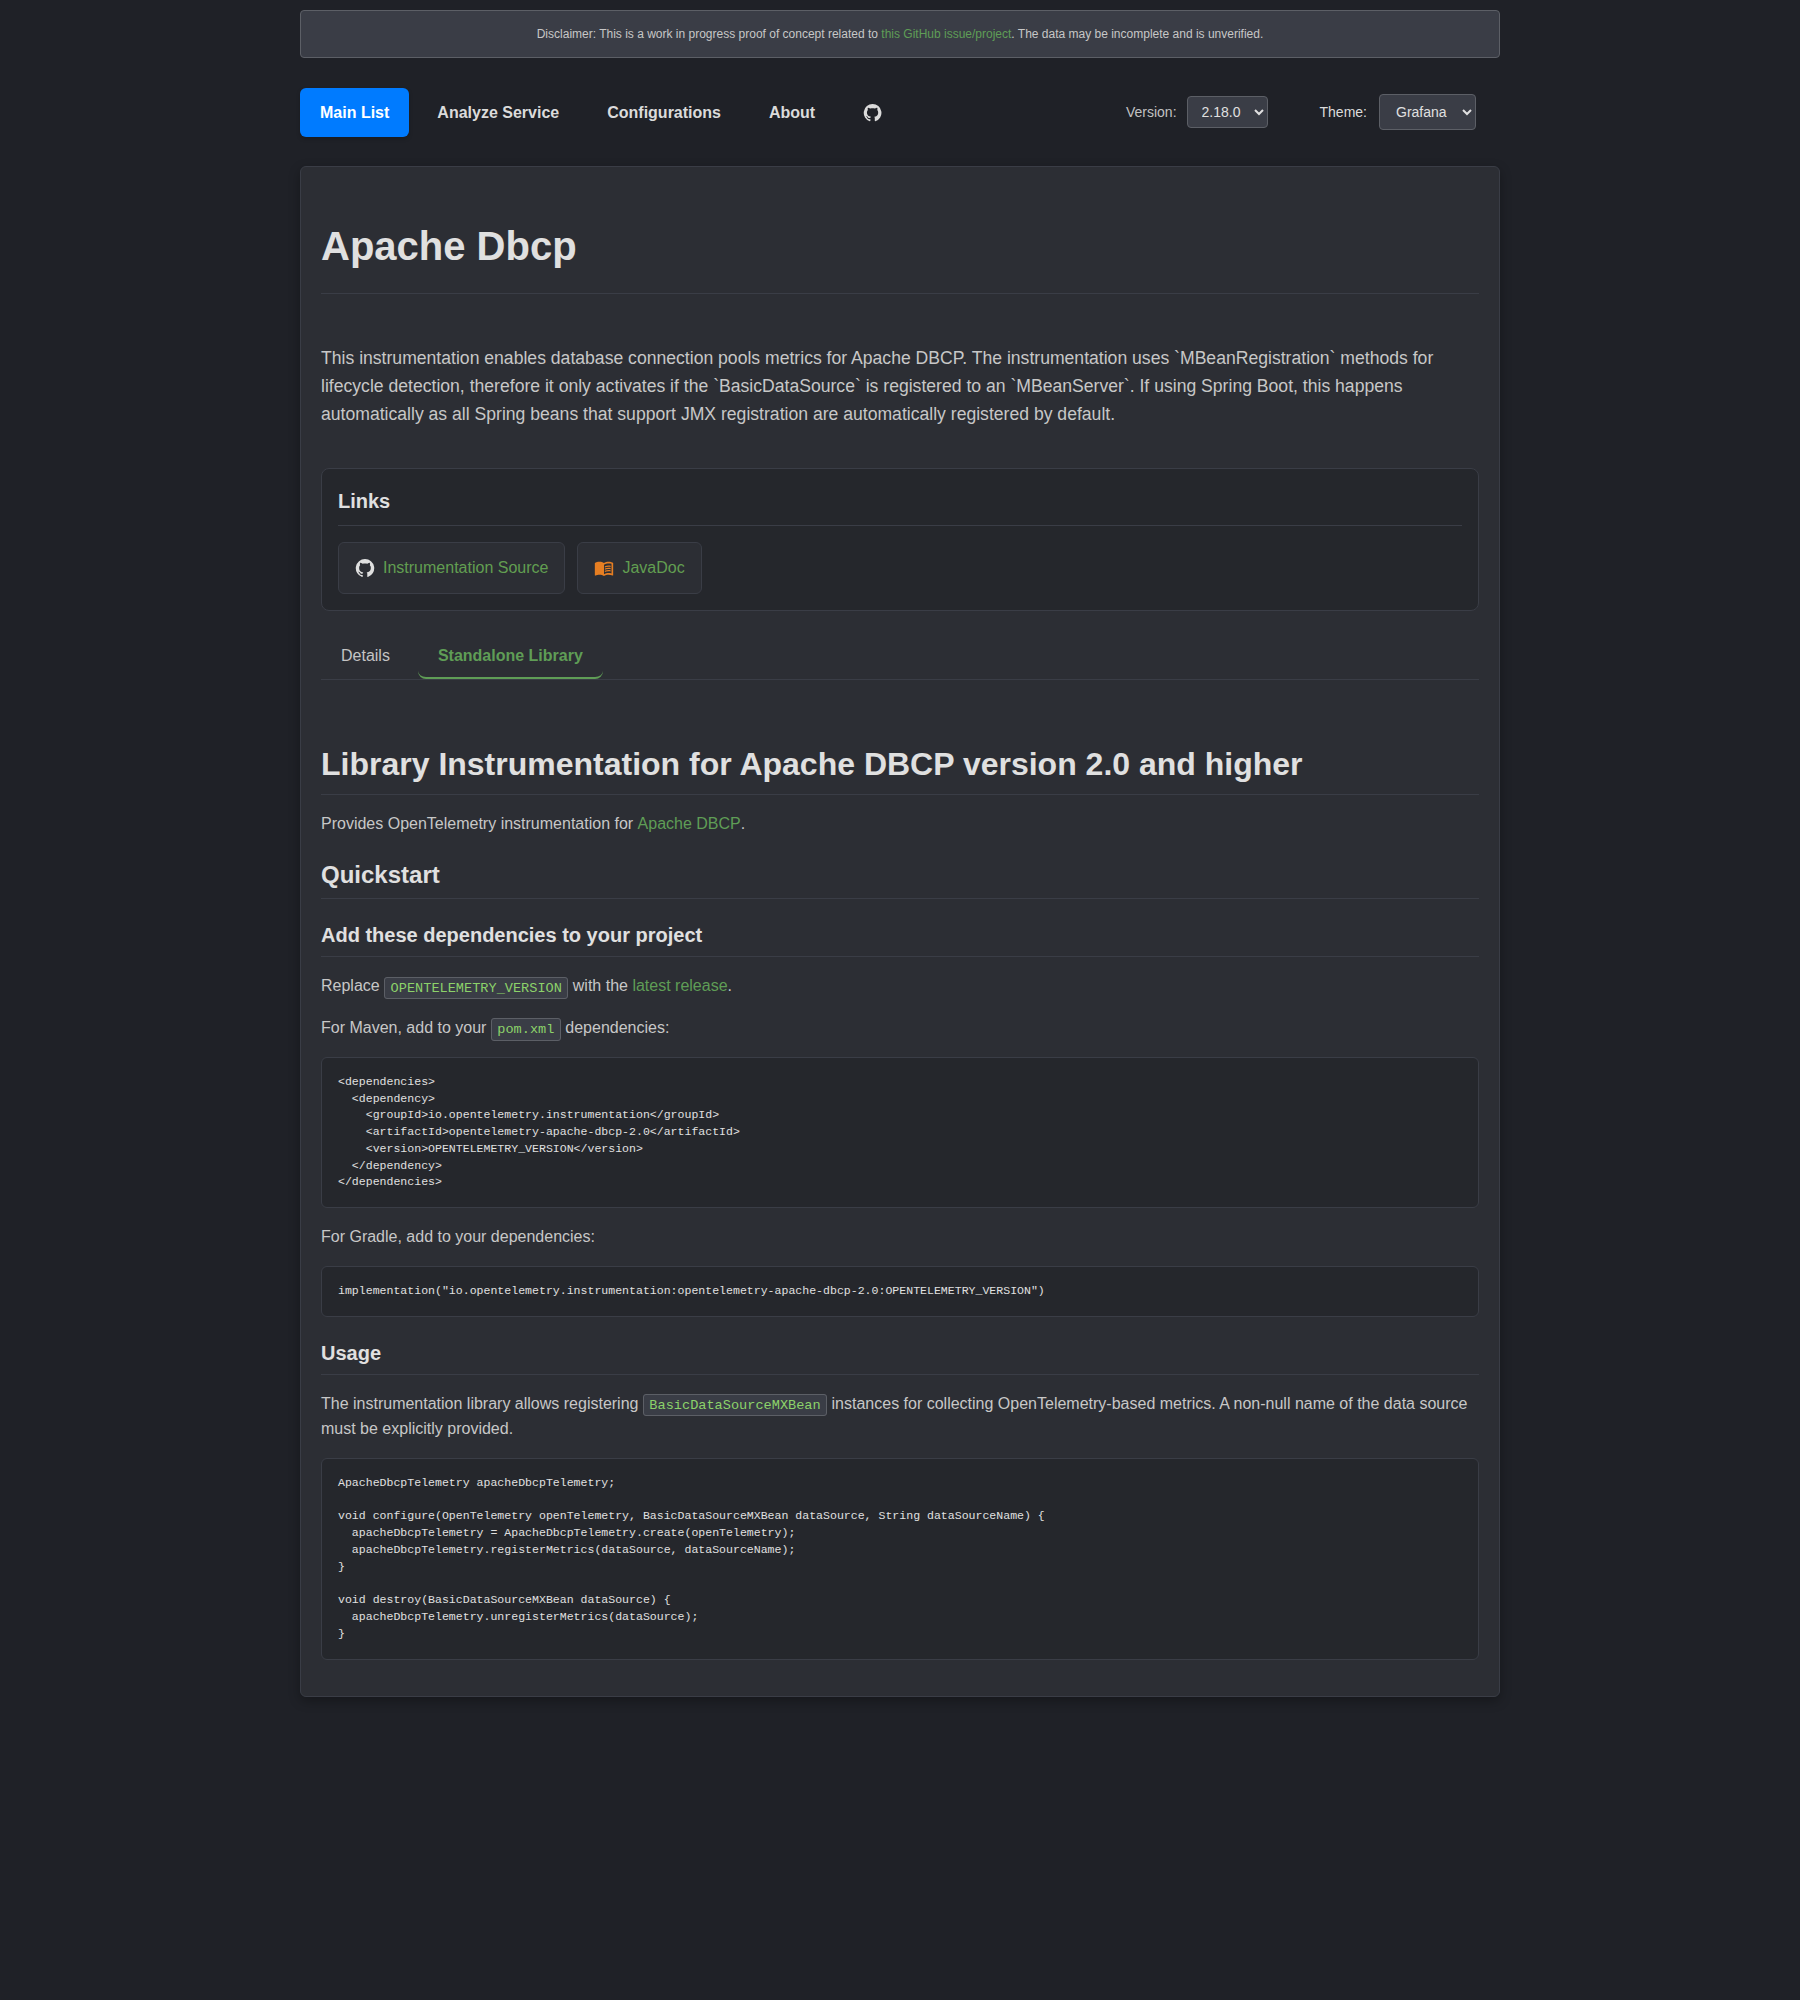 Disclaimer: This is a work in progress proof of concept related to this GitHub issue/project. The data may be incomplete and is unverified.
Main List Analyze Service Configurations About Version: 2.18.0 Theme: Grafana
Apache Dbcp
This instrumentation enables database connection pools metrics for Apache DBCP. The instrumentation uses `MBeanRegistration` methods for
lifecycle detection, therefore it only activates if the `BasicDataSource` is registered to an `MBeanServer`. If using Spring Boot, this happens
automatically as all Spring beans that support JMX registration are automatically registered by default.
Links
Instrumentation Source JavaDoc
Details Standalone Library
Library Instrumentation for Apache DBCP version 2.0 and higher
Provides OpenTelemetry instrumentation for Apache DBCP.
Quickstart
Add these dependencies to your project
Replace OPENTELEMETRY_VERSION with the latest release.
For Maven, add to your pom.xml dependencies:
<dependencies>
  <dependency>
    <groupId>io.opentelemetry.instrumentation</groupId>
    <artifactId>opentelemetry-apache-dbcp-2.0</artifactId>
    <version>OPENTELEMETRY_VERSION</version>
  </dependency>
</dependencies>
For Gradle, add to your dependencies:
implementation("io.opentelemetry.instrumentation:opentelemetry-apache-dbcp-2.0:OPENTELEMETRY_VERSION")
Usage
The instrumentation library allows registering BasicDataSourceMXBean instances for collecting OpenTelemetry-based metrics. A non-null name of the data source
must be explicitly provided.
ApacheDbcpTelemetry apacheDbcpTelemetry;
void configure(OpenTelemetry openTelemetry, BasicDataSourceMXBean dataSource, String dataSourceName) {
  apacheDbcpTelemetry = ApacheDbcpTelemetry.create(openTelemetry);
  apacheDbcpTelemetry.registerMetrics(dataSource, dataSourceName);
}
void destroy(BasicDataSourceMXBean dataSource) {
  apacheDbcpTelemetry.unregisterMetrics(dataSource);
}